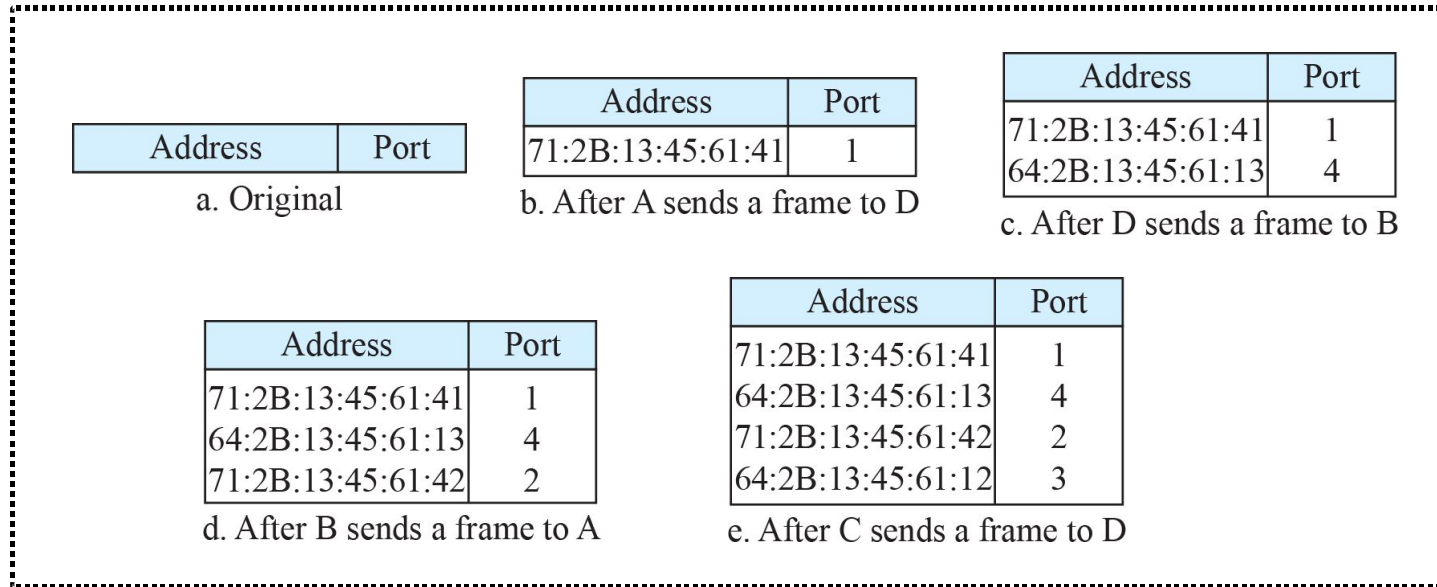 Address Port
a. Original
Address Port
71:2B:13:45:61:41 1
b. After A sends a frame to D
Address Port
71:2B:13:45:61:41 1
64:2B:13:45:61:13 4
c. After D sends a frame to B
Address Port
71:2B:13:45:61:41 1
64:2B:13:45:61:13 4
71:2B:13:45:61:42 2
d. After B sends a frame to A
Address Port
71:2B:13:45:61:41 1
64:2B:13:45:61:13 4
71:2B:13:45:61:42 2
64:2B:13:45:61:12 3
e. After C sends a frame to D